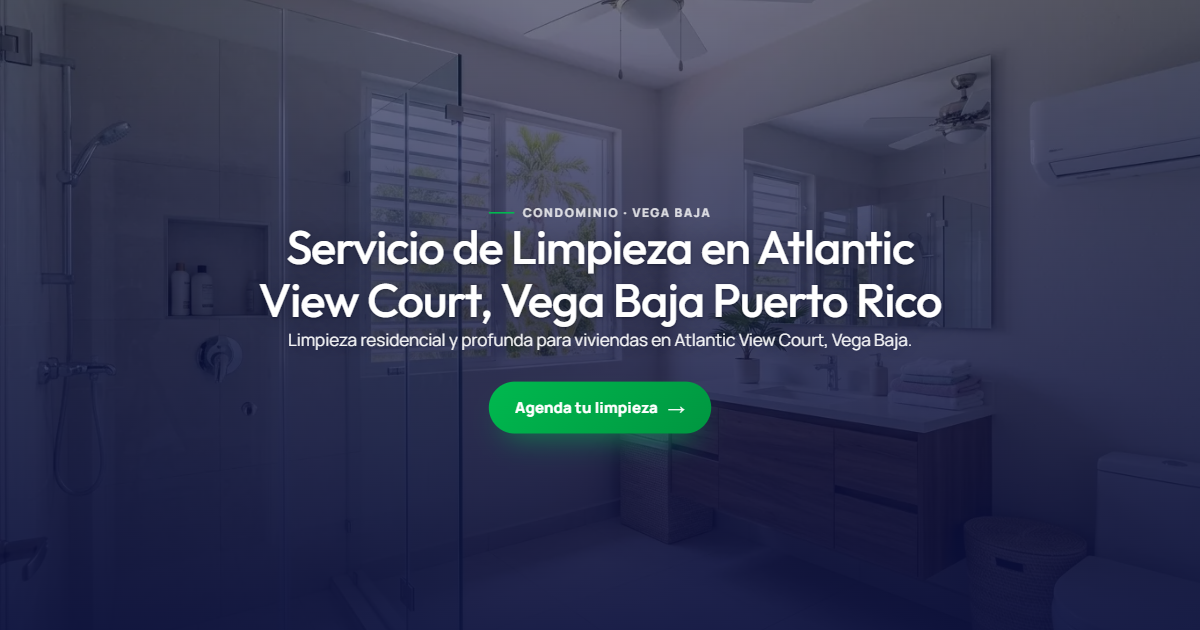 CONDOMINIO · VEGA BAJA
Servicio de Limpieza en Atlantic
View Court, Vega Baja Puerto Rico
Limpieza residencial y profunda para viviendas en Atlantic View Court, Vega Baja.
Agenda tu limpieza →